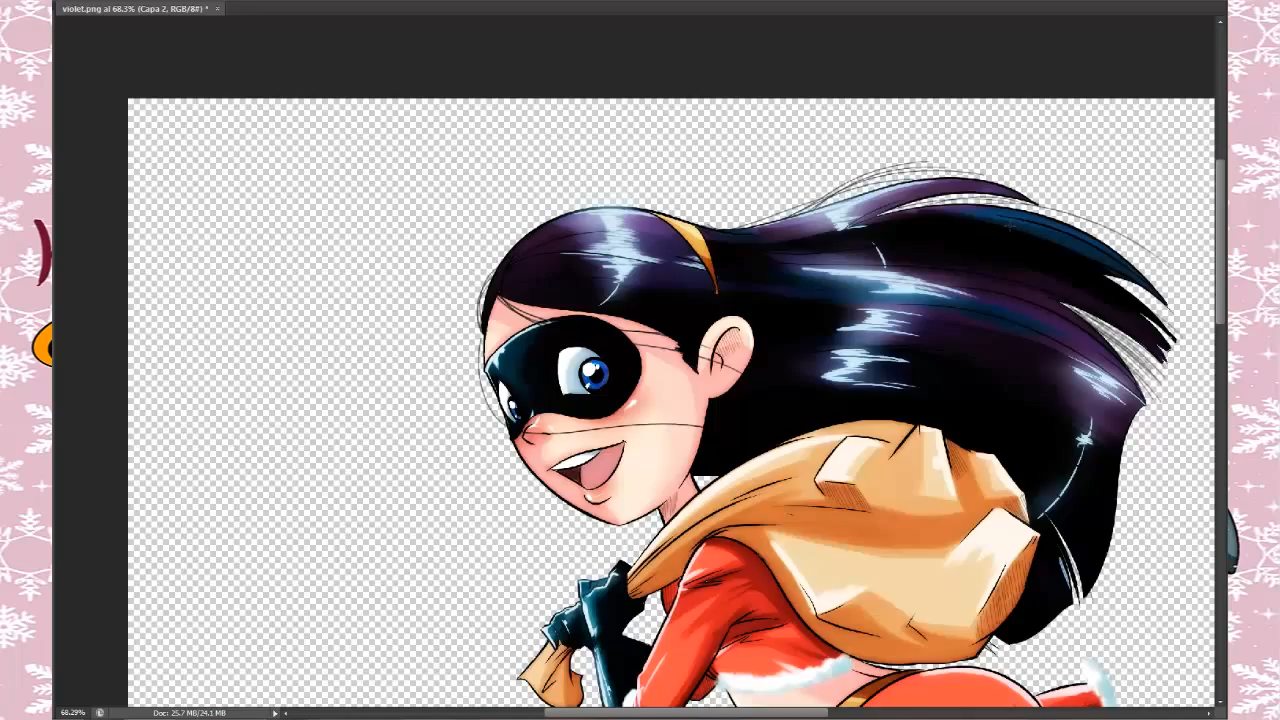 violet.png al 68.3% (Capa 2, RGB/8#) * ×
68.29%
Doc: 25.7 MB/24.1 MB